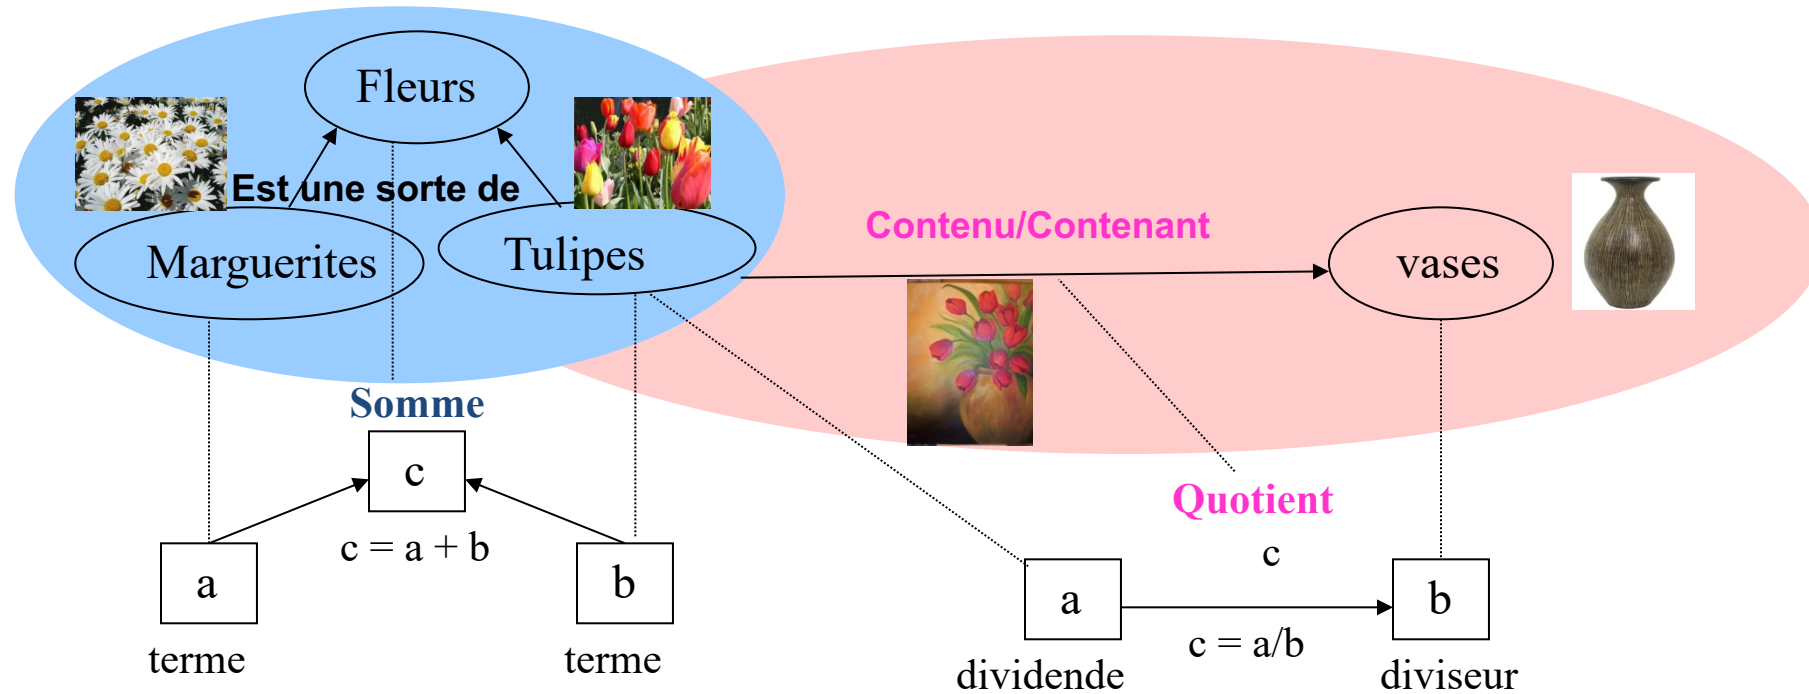 Fleurs
Est une sorte de
Marguerites
Tulipes
Contenu/Contenant
vases
Somme
c
c = a + b
a
b
terme
terme
Quotient
c
a
b
c = a/b
dividende
diviseur